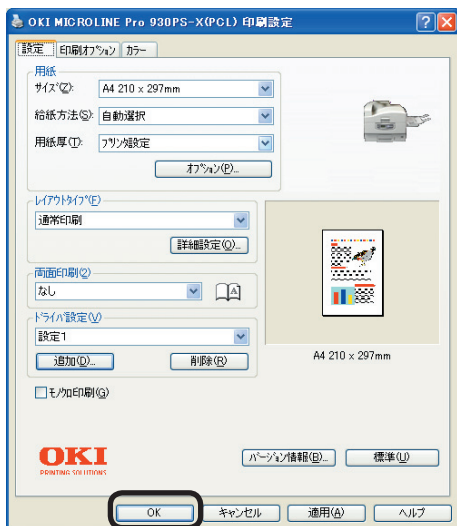 OKI MICROLINE Pro 930PS-X(PCL) 印刷設定
設定 印刷オプション カラー
用紙
サイズ(Z): A4 210 x 297mm
給紙方法(S): 自動選択
用紙厚(T): プリンタ設定
オプション(P)...
レイアウトタイプ(E)
通常印刷
詳細設定(O)...
両面印刷(2)
なし
A
ドライバ設定(V)
設定1
追加(D)... 削除(R)
A4 210 x 297mm
モノクロ印刷(G)
OKI
PRINTING SOLUTIONS
バージョン情報(B)... 標準(U)
OK キャンセル 適用(A) ヘルプ